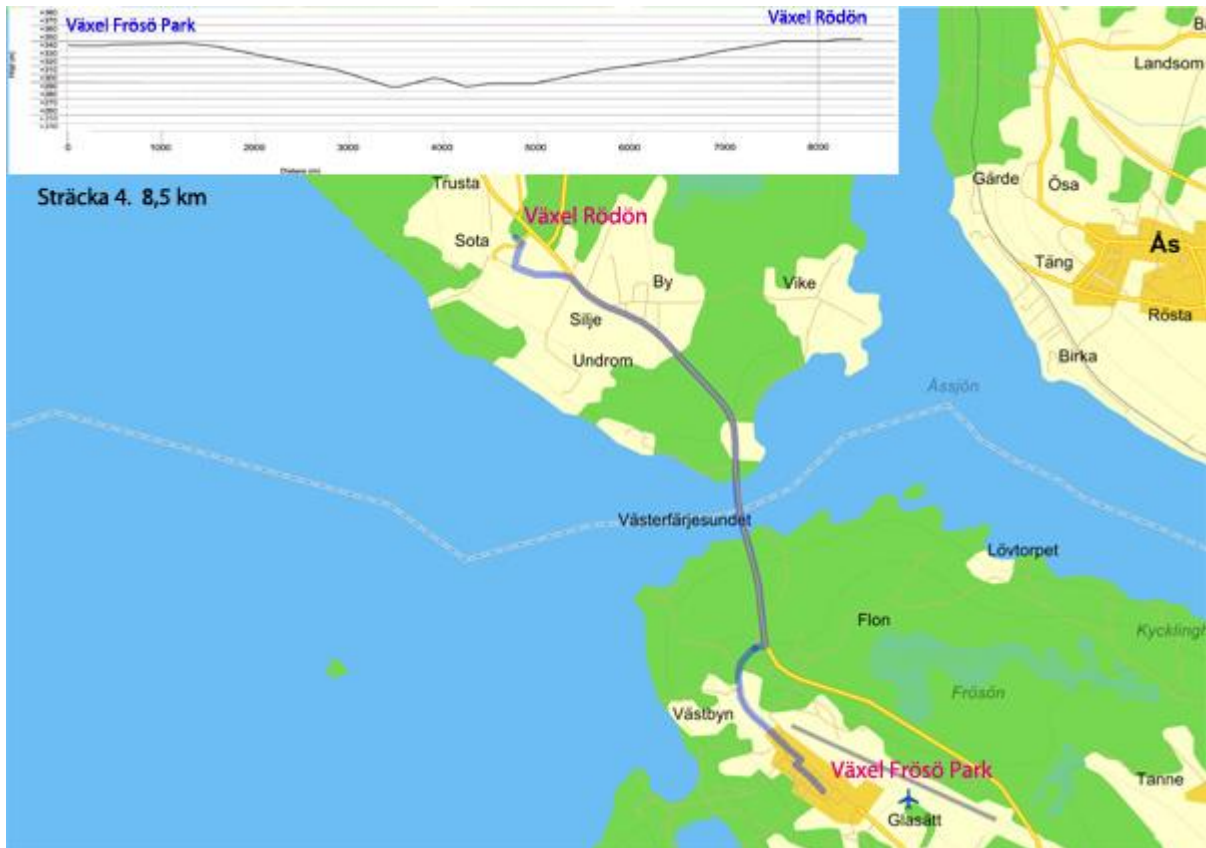 Växel Frösö Park
Växel Rödön
0 1000 2000 3000 4000 5000 6000 7000 8000
Sträcka 4. 8,5 km
Landsom
Trusta
Gärde
Ösa
Växel Rödön
Sota
Ås
Täng
By
Vike
Rösta
Silje
Birka
Undrom
Åssjön
Västerfärjesundet
Lövtorpet
Flon
Kyckling
Frösön
Västbyn
Växel Frösö Park
Tanne
Glasätt